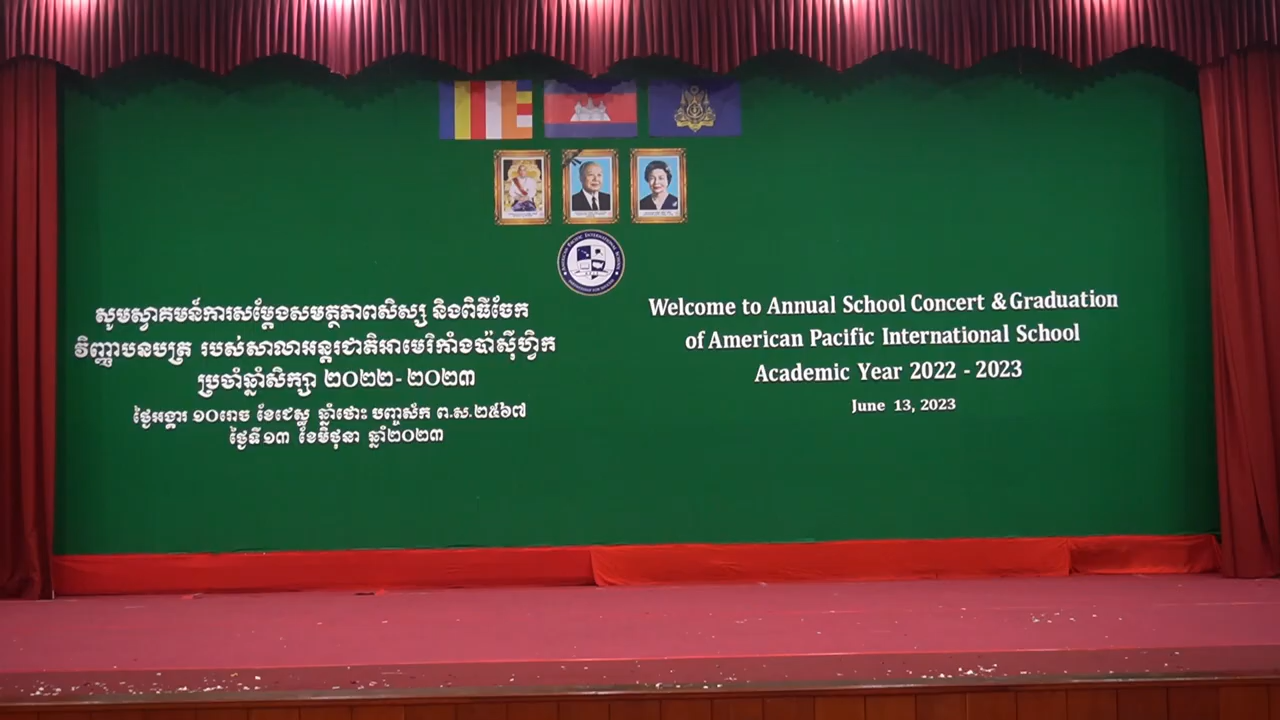 AMERICAN PACIFIC INTERNATIONAL SCHOOL
សូមស្វាគមន៍ការសម្តែងសមត្ថភាពសិស្ស និងពិធីចែក
វិញ្ញាបនបត្រ របស់សាលាអន្តរជាតិអាមេរិកាំងប៉ាស៊ីហ្វិក
ប្រចាំឆ្នាំសិក្សា ២០២២- ២០២៣
ថ្ងៃអង្គារ ១០រោច ខែជេស្ឋ ឆ្នាំថោះ បញ្ចស័ក ព.ស.២៥៦៧
ថ្ងៃទី១៣ ខែមិថុនា ឆ្នាំ២០២៣
Welcome to Annual School Concert & Graduation
of American Pacific International School
Academic Year 2022 - 2023
June 13, 2023